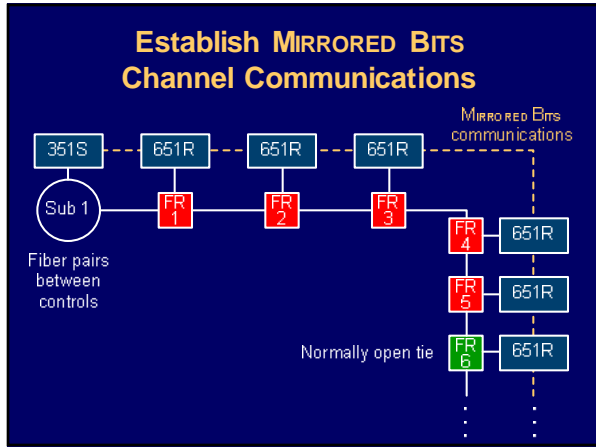 Establish MIRRORED BITS
Channel Communications
MIRRORED BITS
communications
351S
651R
651R
651R
Sub 1
FR
1
FR
2
FR
3
Fiber pairs
between
controls
FR
4
651R
FR
5
651R
Normally open tie
FR
6
651R